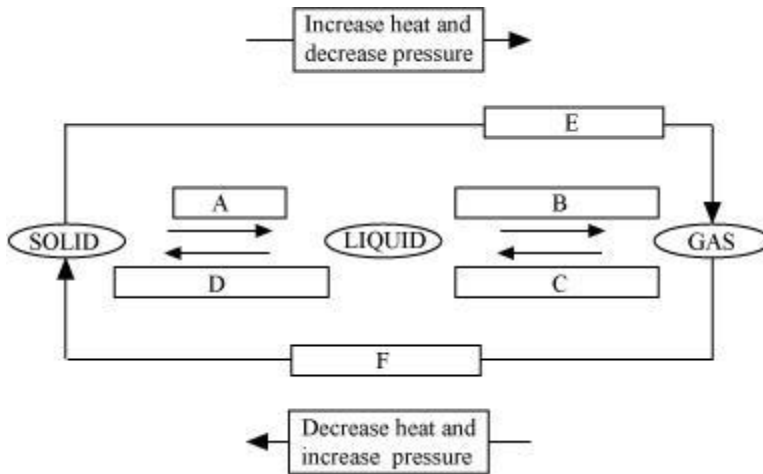 Increase heat and
decrease pressure
E
A
B
SOLID
LIQUID
GAS
D
C
F
Decrease heat and
increase pressure